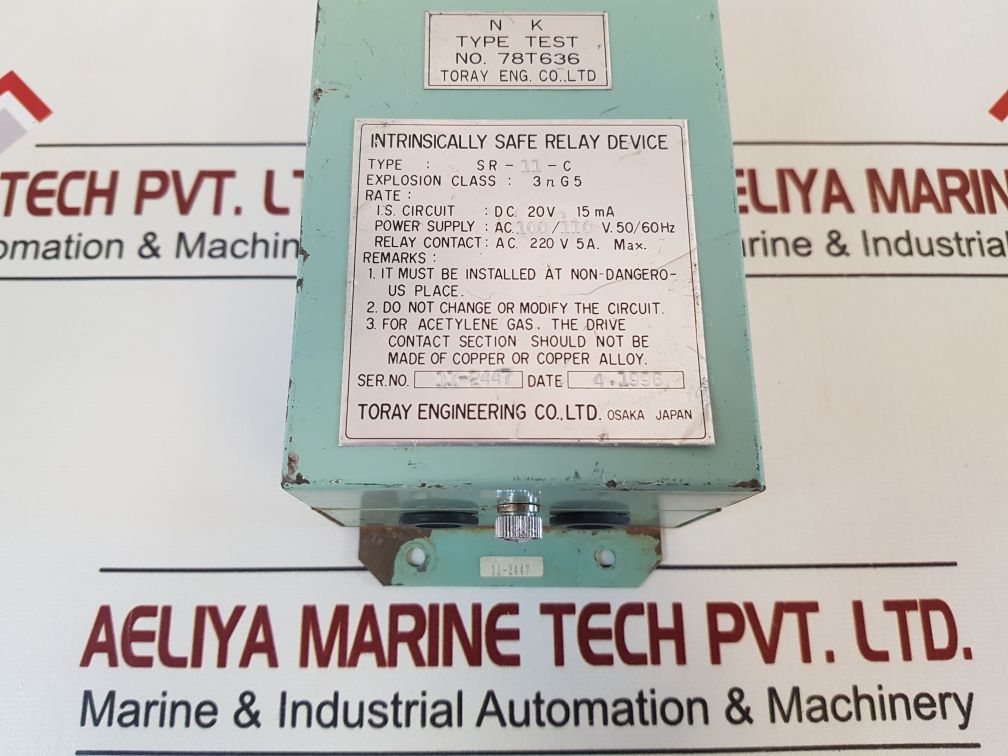 N K
TYPE TEST
NO. 78T636
TORAY ENG. CO.,LTD
INTRINSICALLY SAFE RELAY DEVICE
TYPE : SR-11-C
EXPLOSION CLASS : 3nG5
RATE :
I.S. CIRCUIT : DC. 20V. 15mA
POWER SUPPLY : AC.100/110 V. 50/60Hz
RELAY CONTACT: AC. 220 V 5A. Max.
REMARKS :
1. IT MUST BE INSTALLED AT NON-DANGERO-
US PLACE.
2. DO NOT CHANGE OR MODIFY THE CIRCUIT.
3. FOR ACETYLENE GAS, THE DRIVE
CONTACT SECTION SHOULD NOT BE
MADE OF COPPER OR COPPER ALLOY.
SER.NO. 11-2447 DATE 4.1996
TORAY ENGINEERING CO.,LTD. OSAKA JAPAN
11-2447
TECH PVT. LT
omation & Machin
ELIYA MARIN
rine & Industrial
AELIYA MARINE TECH PVT. LTD.
Marine & Industrial Automation & Machinery